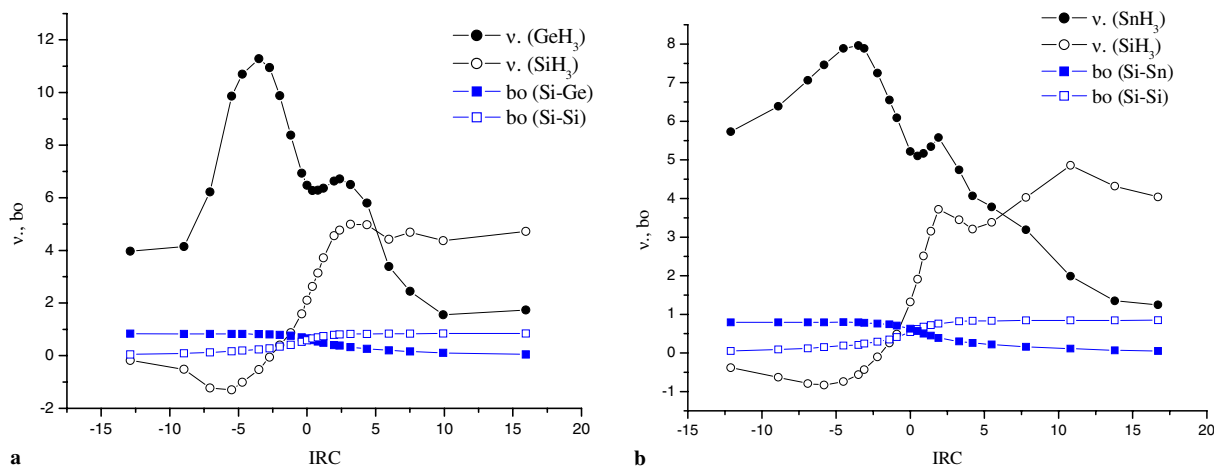 12
10
8
6
4
2
0
-2
ν., bo
-15
-10
-5
0
5
10
15
20
IRC
ν. (GeH3)
ν. (SiH3)
bo (Si-Ge)
bo (Si-Si)
a
8
7
6
5
4
3
2
1
0
-1
ν., bo
-15
-10
-5
0
5
10
15
20
IRC
ν. (SnH3)
ν. (SiH3)
bo (Si-Sn)
bo (Si-Si)
b